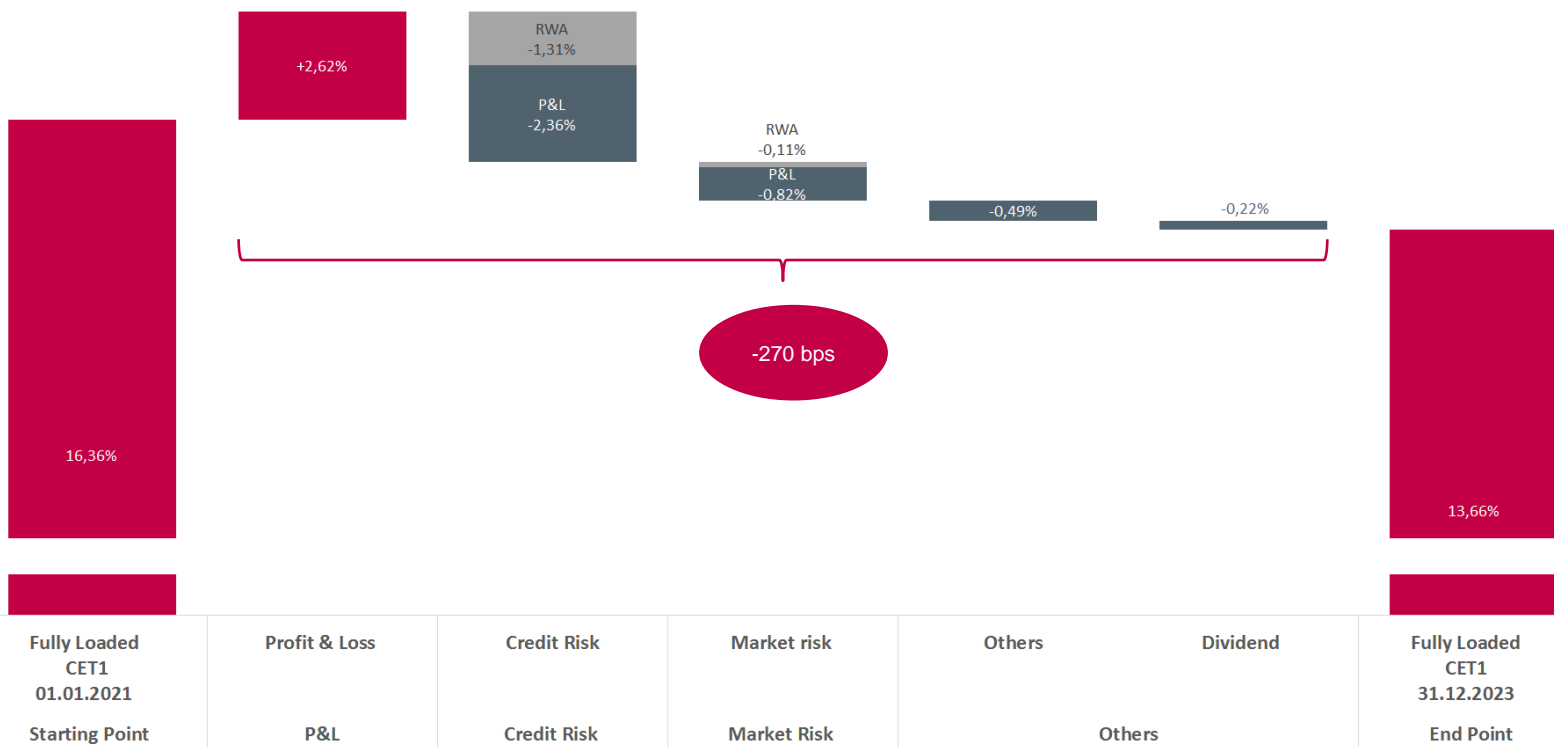 RWA
-1,31%
+2,62%
P&L
-2,36%
RWA
-0,11%
P&L
-0,82%
-0,49%
-0,22%
-270 bps
16,36%
13,66%
Fully Loaded
CET1
01.01.2021
Profit & Loss
Credit Risk
Market risk
Others
Dividend
Fully Loaded
CET1
31.12.2023
Starting Point
P&L
Credit Risk
Market Risk
Others
End Point